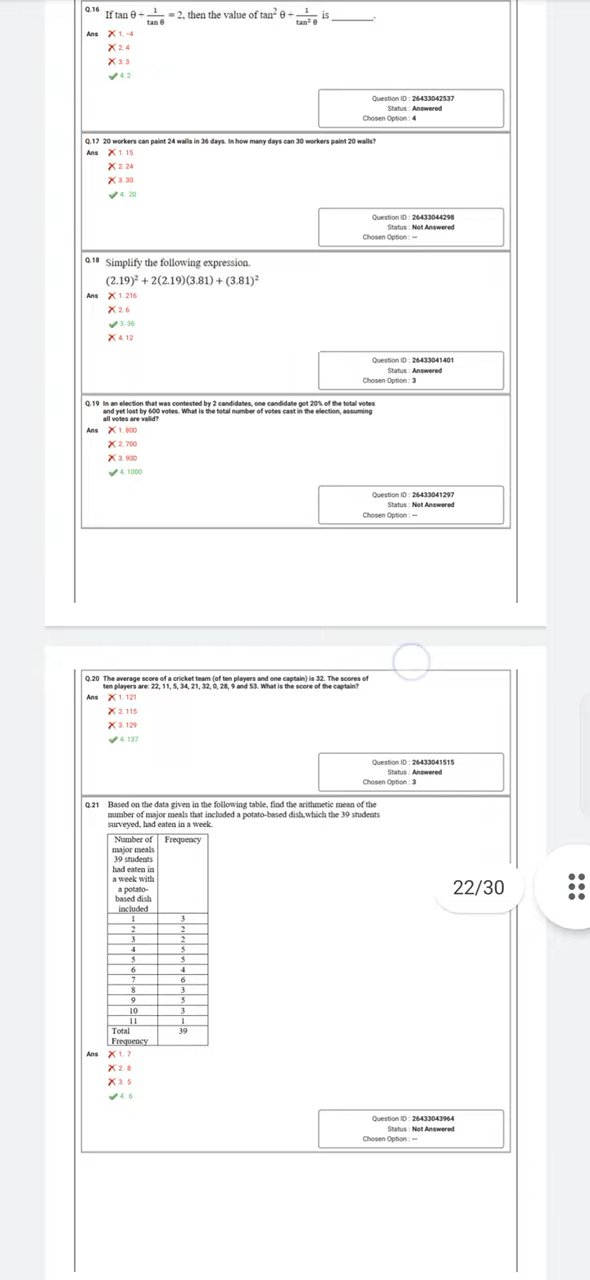 Q.16 If tan θ + 1/tan θ = 2, then the value of tan² θ + 1/tan² θ is ______.
Ans 1. -4
2. 4
3. 3
4. 2
Question ID : 26433042537
Status : Answered
Chosen Option : 4
Q.17 20 workers can paint 24 walls in 36 days. In how many days can 30 workers paint 20 walls?
Ans 1. 15
2. 24
3. 30
4. 20
Question ID : 26433044298
Status : Not Answered
Chosen Option : --
Q.18 Simplify the following expression.
(2.19)² + 2(2.19)(3.81) + (3.81)²
Ans 1. 216
2. 6
3. 36
4. 12
Question ID : 26433041401
Status : Answered
Chosen Option : 3
Q.19 In an election that was contested by 2 candidates, one candidate got 20% of the total votes
and yet lost by 600 votes. What is the total number of votes cast in the election, assuming
all votes are valid?
Ans 1. 800
2. 700
3. 900
4. 1000
Question ID : 26433041297
Status : Not Answered
Chosen Option : --
Q.20 The average score of a cricket team (of ten players and one captain) is 32. The scores of
ten players are: 22, 11, 5, 34, 21, 32, 0, 28, 9 and 53. What is the score of the captain?
Ans 1. 121
2. 115
3. 129
4. 137
Question ID : 26433041515
Status : Answered
Chosen Option : 3
Q.21 Based on the data given in the following table, find the arithmetic mean of the
number of major meals that included a potato-based dish,which the 39 students
surveyed, had eaten in a week.
Number of Frequency
major meals
39 students
had eaten in
a week with
a potato-
based dish
included
1 3
2 2
3 2
4 5
5 5
6 4
7 6
8 3
9 5
10 3
11 1
Total 39
Frequency
22/30
Ans 1. 7
2. 8
3. 5
4. 6
Question ID : 26433043964
Status : Not Answered
Chosen Option : --